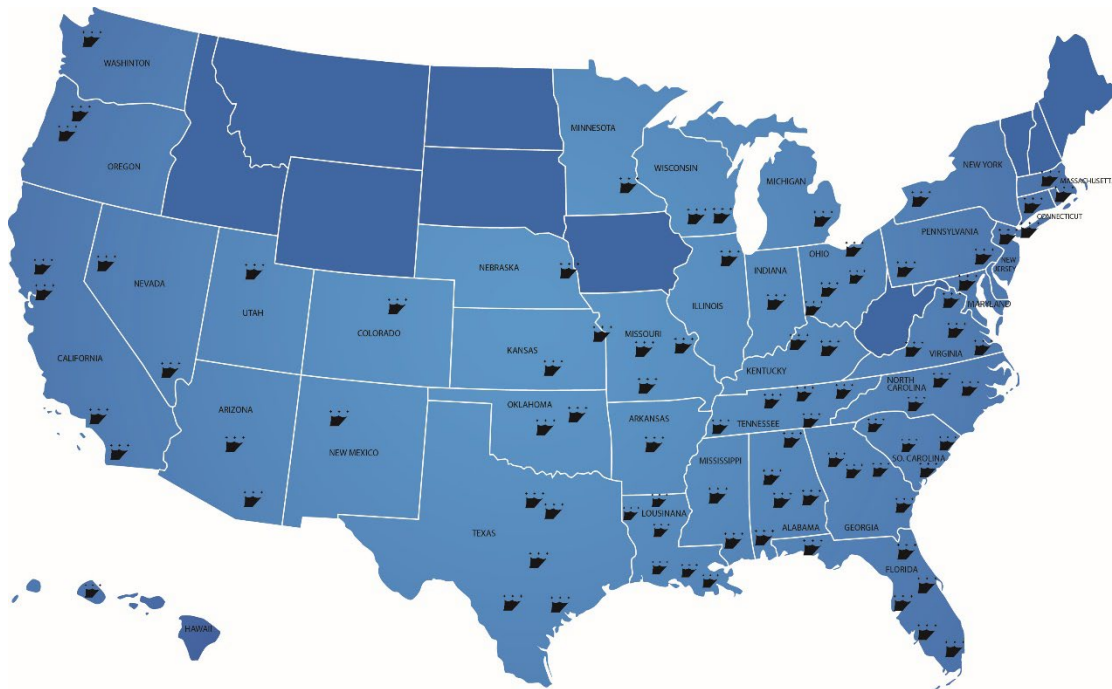 WASHINTON
OREGON
MINNESOTA
WISCONSIN
MICHIGAN
NEW YORK
MASSACHUSETT
CONNECTICUT
PENNSYLVANIA
NEW
JERSEY
OHIO
INDIANA
ILLINOIS
NEBRASKA
NEVADA
UTAH
COLORADO
KANSAS
MISSOURI
MARYLAND
VIRGINIA
KENTUCKY
CALIFORNIA
NORTH
CAROLINA
ARIZONA
NEW MEXICO
OKLAHOMA
ARKANSAS
TENNESSEE
MISSISSIPPI
SO. CAROLINA
TEXAS
LOUSINANA
ALABAMA
GEORGIA
FLORIDA
HAWAII